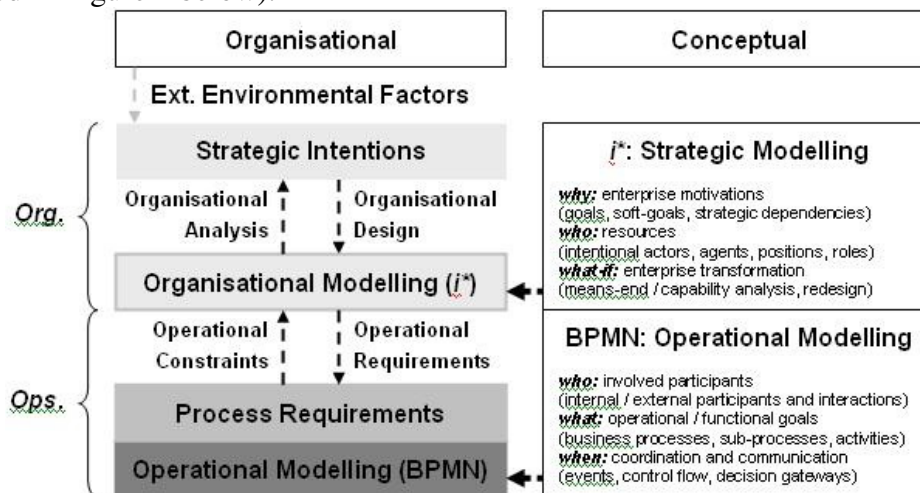 Organisational
Conceptual
Ext. Environmental Factors
Org.
Strategic Intentions
Organisational Analysis
Organisational Design
Organisational Modelling (i*)
Ops.
Operational Constraints
Operational Requirements
Process Requirements
Operational Modelling (BPMN)
i*: Strategic Modelling
why: enterprise motivations
(goals, soft-goals, strategic dependencies)
who: resources
(intentional actors, agents, positions, roles)
what-if: enterprise transformation
(means-end / capability analysis, redesign)
BPMN: Operational Modelling
who: involved participants
(internal / external participants and interactions)
what: operational / functional goals
(business processes, sub-processes, activities)
when: coordination and communication
(events, control flow, decision gateways)